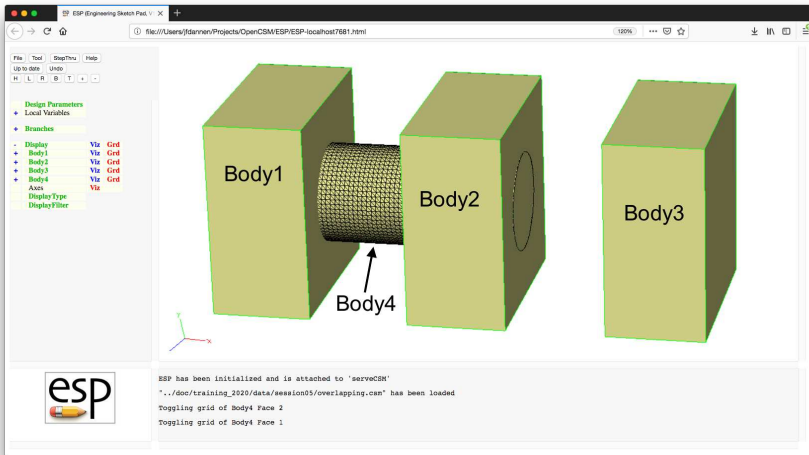 ESP (Engineering Sketch Pad, V
file:///Users/jfdannen/Projects/OpenCSM/ESP/ESP-localhost7681.html
120%
File Tool StepThru Help
Up to date Undo
H L R B T + -
Design Parameters
+ Local Variables
+ Branches
- Display Viz Grd
+ Body1 Viz Grd
+ Body2 Viz Grd
+ Body3 Viz Grd
+ Body4 Viz Grd
Axes Viz
DisplayType
DisplayFilter
Body1
Body2
Body3
Body4
Y
X
esp
ESP has been initialized and is attached to 'serveCSM'
"../doc/training_2020/data/session05/overlapping.csm" has been loaded
Toggling grid of Body4 Face 2
Toggling grid of Body4 Face 1